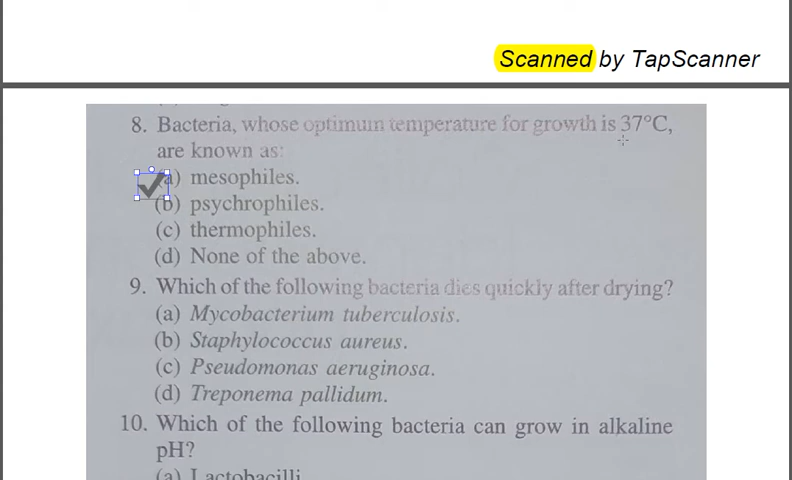 Scanned by TapScanner
8. Bacteria, whose optimum temperature for growth is 37°C,
are known as:
(a) mesophiles.
(b) psychrophiles.
(c) thermophiles.
(d) None of the above.
9. Which of the following bacteria dies quickly after drying?
(a) Mycobacterium tuberculosis.
(b) Staphylococcus aureus.
(c) Pseudomonas aeruginosa.
(d) Treponema pallidum.
10. Which of the following bacteria can grow in alkaline
pH?
(a) Lactobacilli